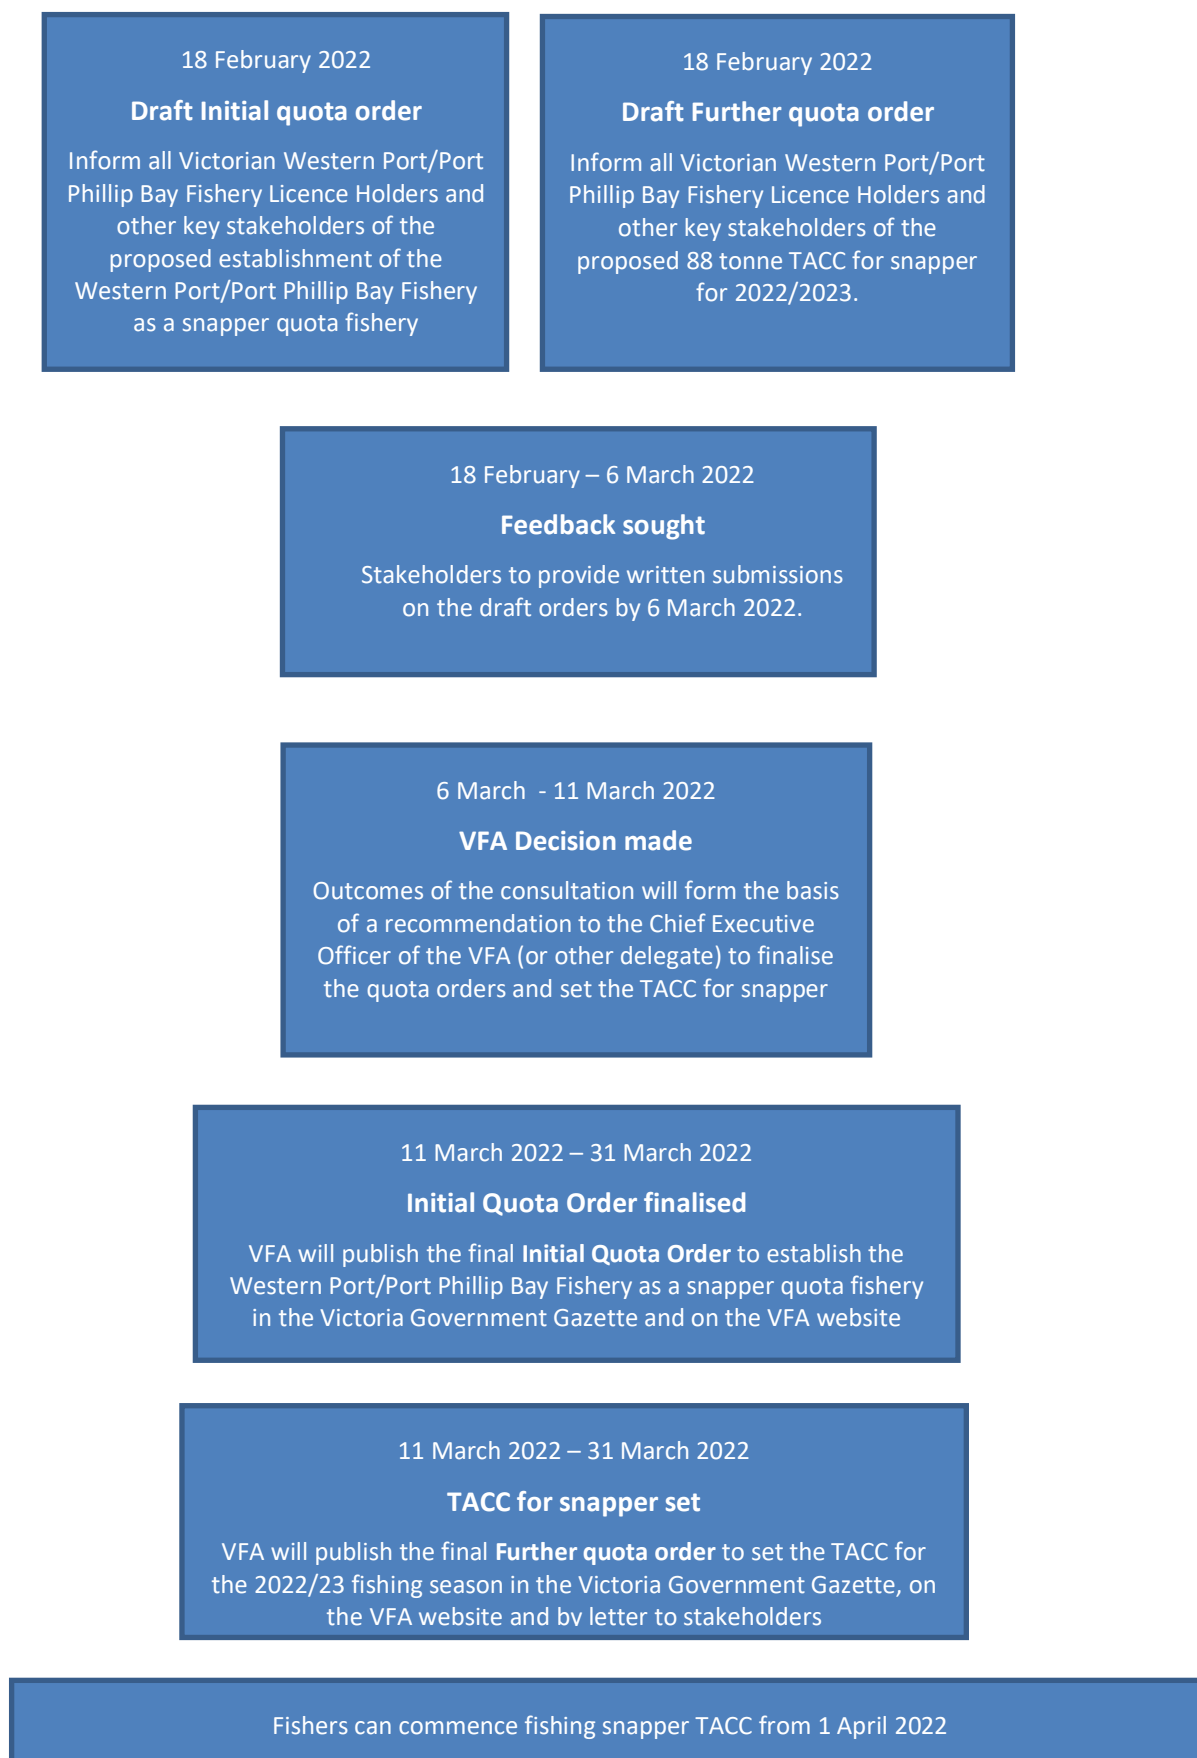 18 February 2022
Draft Initial quota order
Inform all Victorian Western Port/Port
Phillip Bay Fishery Licence Holders and
other key stakeholders of the
proposed establishment of the
Western Port/Port Phillip Bay Fishery
as a snapper quota fishery
18 February 2022
Draft Further quota order
Inform all Victorian Western Port/Port
Phillip Bay Fishery Licence Holders and
other key stakeholders of the
proposed 88 tonne TACC for snapper
for 2022/2023.
18 February – 6 March 2022
Feedback sought
Stakeholders to provide written submissions
on the draft orders by 6 March 2022.
6 March  - 11 March 2022
VFA Decision made
Outcomes of the consultation will form the basis
of a recommendation to the Chief Executive
Officer of the VFA (or other delegate) to finalise
the quota orders and set the TACC for snapper
11 March 2022 – 31 March 2022
Initial Quota Order finalised
VFA will publish the final Initial Quota Order to establish the
Western Port/Port Phillip Bay Fishery as a snapper quota fishery
in the Victoria Government Gazette and on the VFA website
11 March 2022 – 31 March 2022
TACC for snapper set
VFA will publish the final Further quota order to set the TACC for
the 2022/23 fishing season in the Victoria Government Gazette, on
the VFA website and by letter to stakeholders
Fishers can commence fishing snapper TACC from 1 April 2022